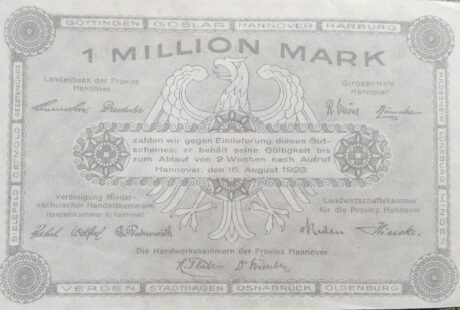 GÖTTINGEN GOSLAR HANNOVER HARBURG
1 MILLION MARK
Landesbank der Provinz
Hannover
Girozentrale
Hannover
zahlen wir gegen Einlieferung dieses Gut-
scheines; er behält seine Gültigkeit bis
zum Ablauf von 2 Wochen nach Aufruf
Hannover, den 15. August 1923.
Vereinigung Nieder-
sächsischer Handelskammern
Handelskammer in Hannover
Landwirtschaftskammer
für die Provinz Hannover
Die Handwerkskammern der Provinz Hannover
VERDEN STADTHAGEN OSNABRÜCK OLDENBURG
BIELEFELD DETMOLD GEESTEMÜNDE
HILDESHEIM LÜNEBURG MINDEN